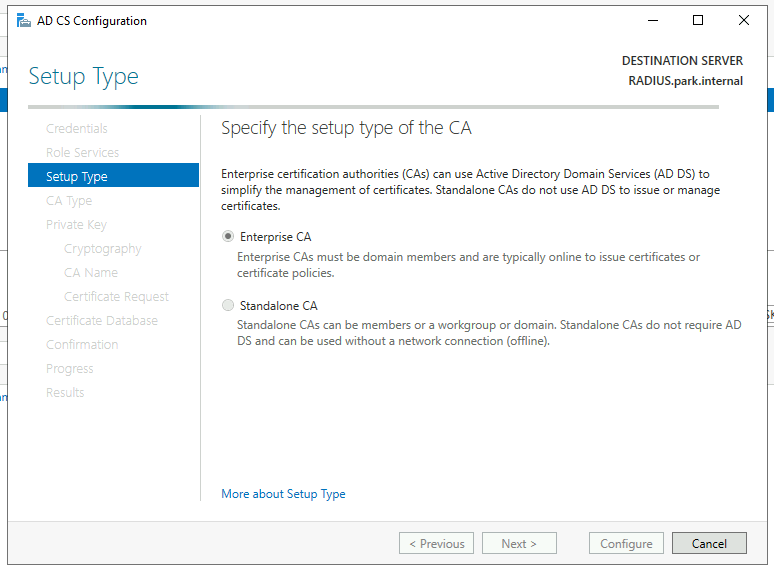 AD CS Configuration
Setup Type
DESTINATION SERVER
RADIUS.park.internal
Credentials
Role Services
Setup Type
CA Type
Private Key
Cryptography
CA Name
Certificate Request
Certificate Database
Confirmation
Progress
Results
Specify the setup type of the CA
Enterprise certification authorities (CAs) can use Active Directory Domain Services (AD DS) to
simplify the management of certificates. Standalone CAs do not use AD DS to issue or manage
certificates.
Enterprise CA
Enterprise CAs must be domain members and are typically online to issue certificates or
certificate policies.
Standalone CA
Standalone CAs can be members or a workgroup or domain. Standalone CAs do not require AD
DS and can be used without a network connection (offline).
More about Setup Type
< Previous
Next >
Configure
Cancel